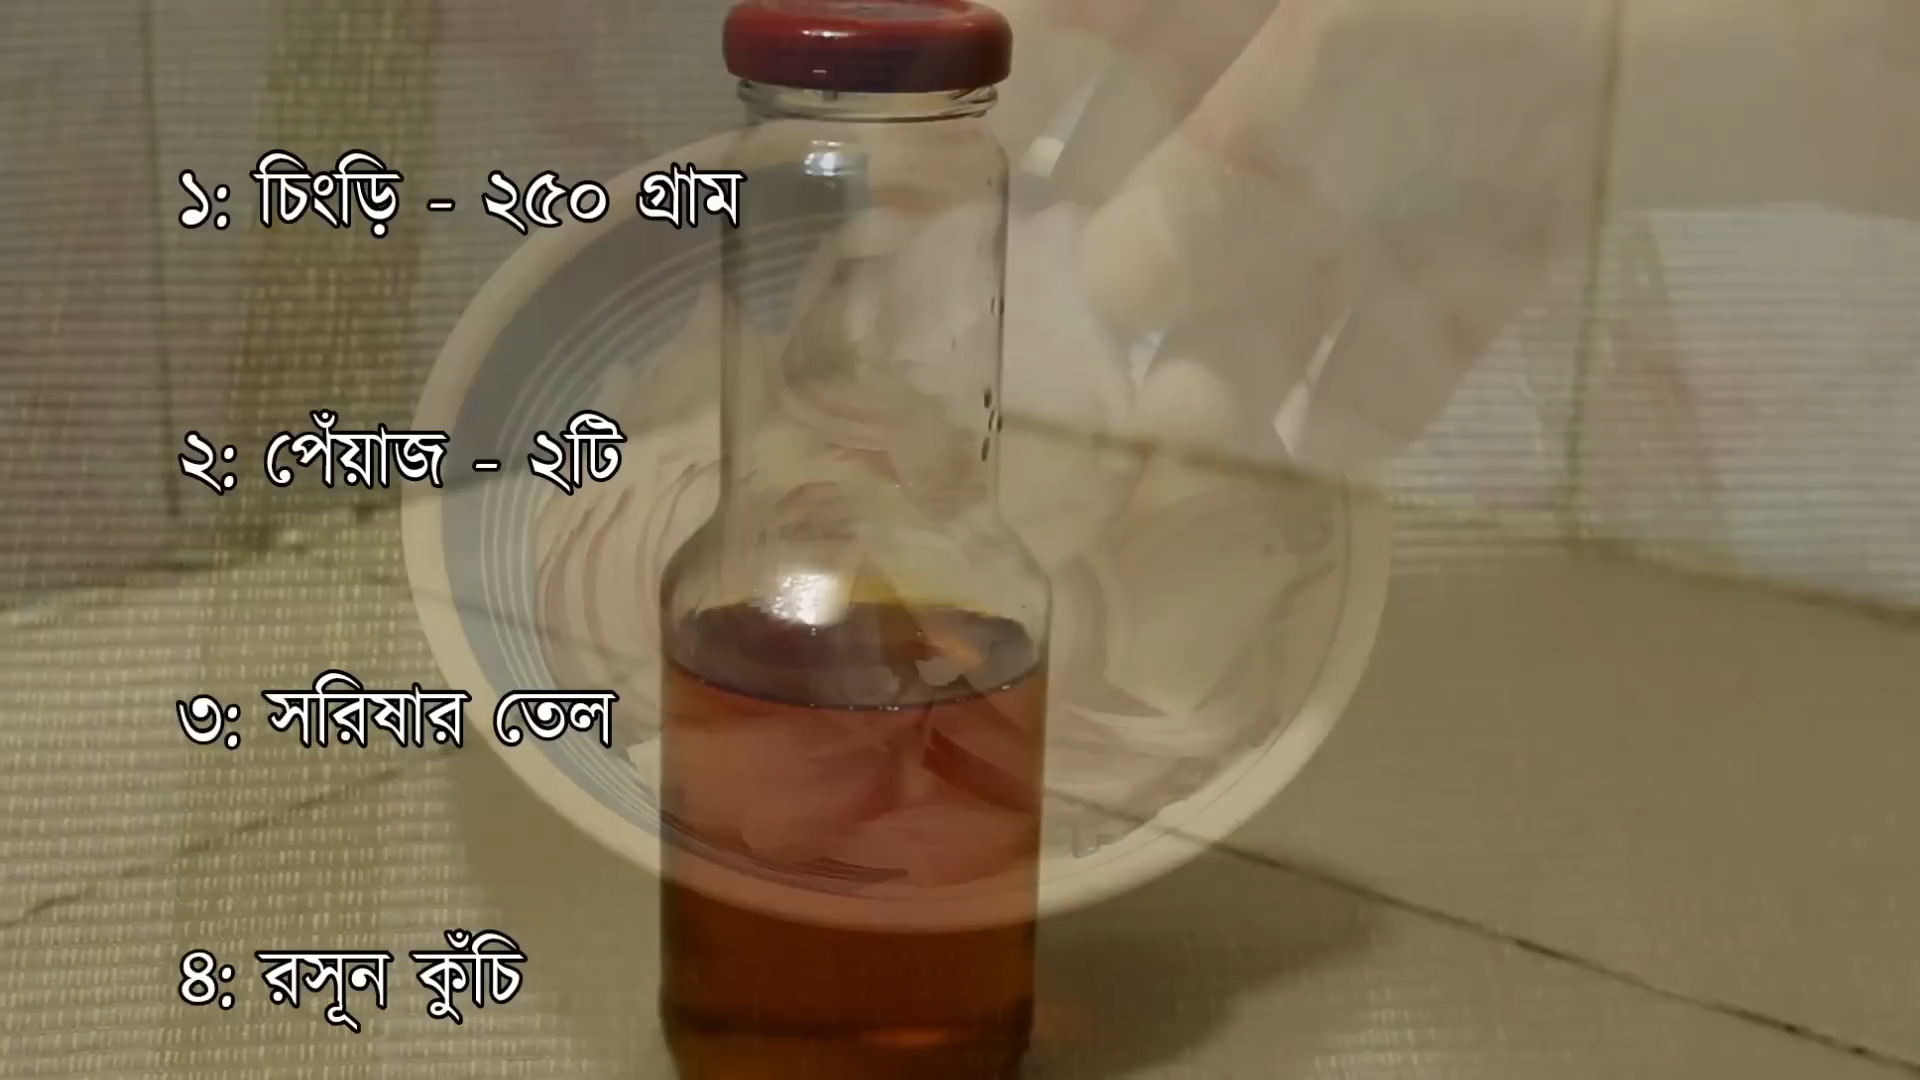 ১: চিংড়ি - ২৫০ গ্রাম
২: পেঁয়াজ - ২টি
৩: সরিষার তেল
৪: রসূন কুঁচি